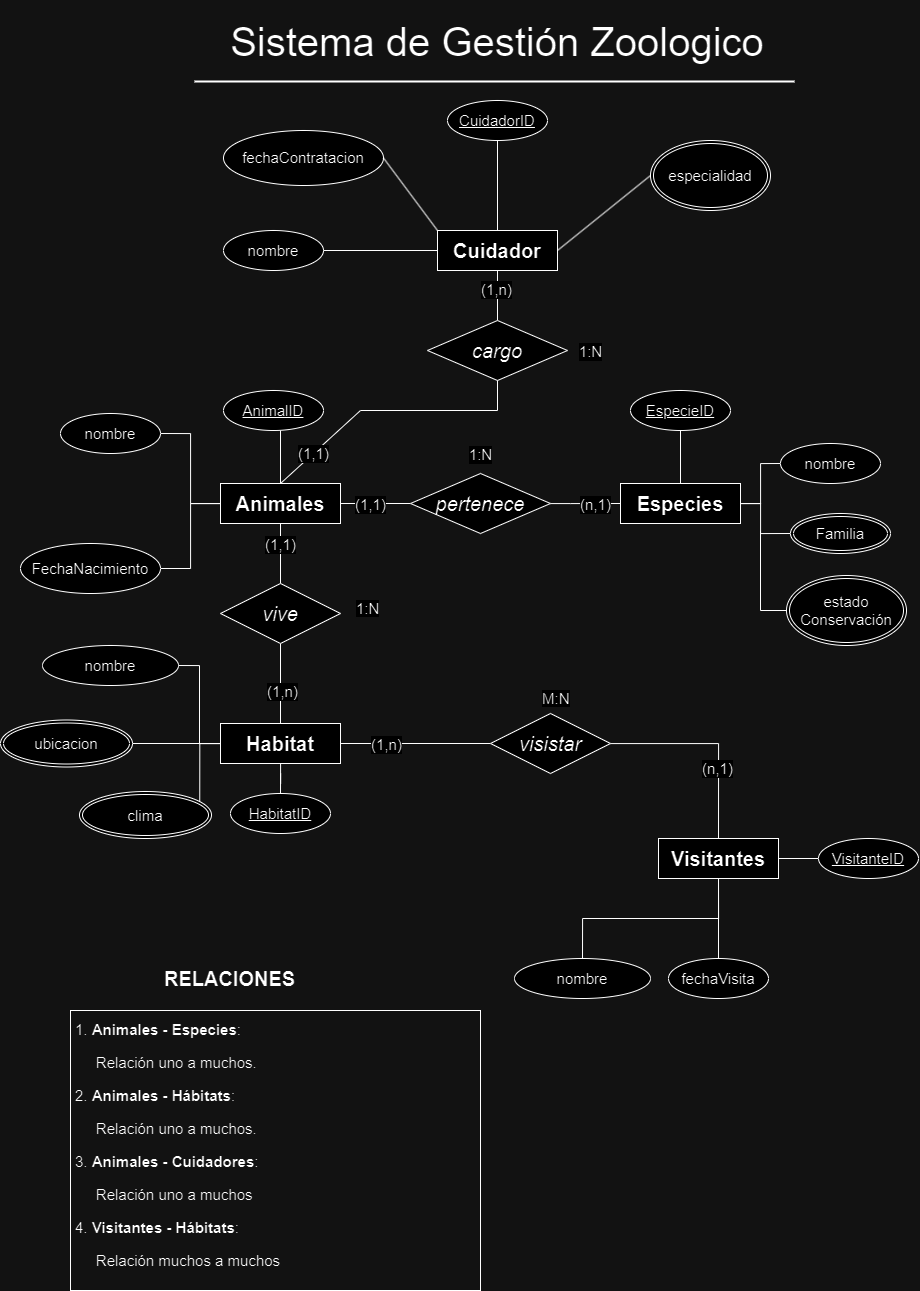 Sistema de Gestión Zoologico
CuidadorID
fechaContratacion
especialidad
nombre
Cuidador
(1,n)
cargo
1:N
AnimalID
EspecieID
nombre
(1,1)
1:N
nombre
Animales
(1,1)
pertenece
(n,1)
Especies
Familia
(1,1)
FechaNacimiento
estado
Conservación
vive
1:N
nombre
(1,n)
M:N
ubicacion
Habitat
(1,n)
visistar
(n,1)
clima
HabitatID
Visitantes
VisitanteID
nombre
fechaVisita
RELACIONES
1. Animales - Especies:
Relación uno a muchos.
2. Animales - Hábitats:
Relación uno a muchos.
3. Animales - Cuidadores:
Relación uno a muchos
4. Visitantes - Hábitats:
Relación muchos a muchos